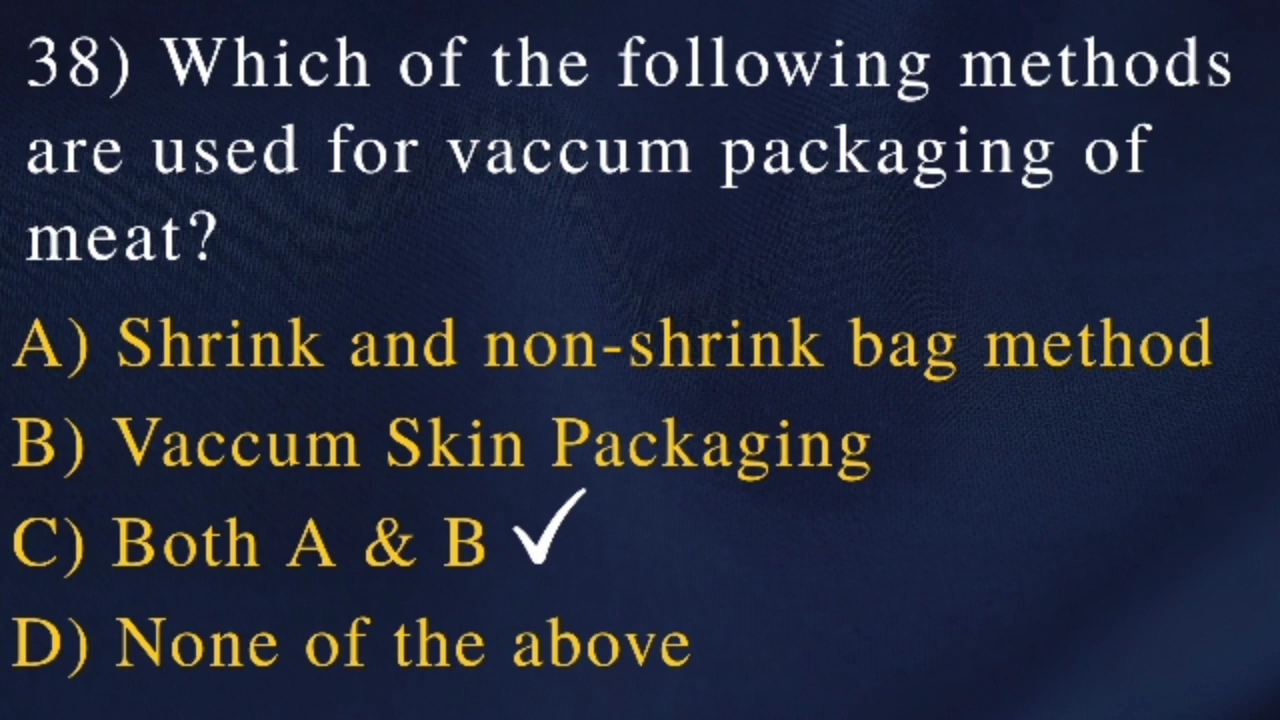 38) Which of the following methods
are used for vaccum packaging of
meat?
A) Shrink and non-shrink bag method
B) Vaccum Skin Packaging
C) Both A & B ✓
D) None of the above